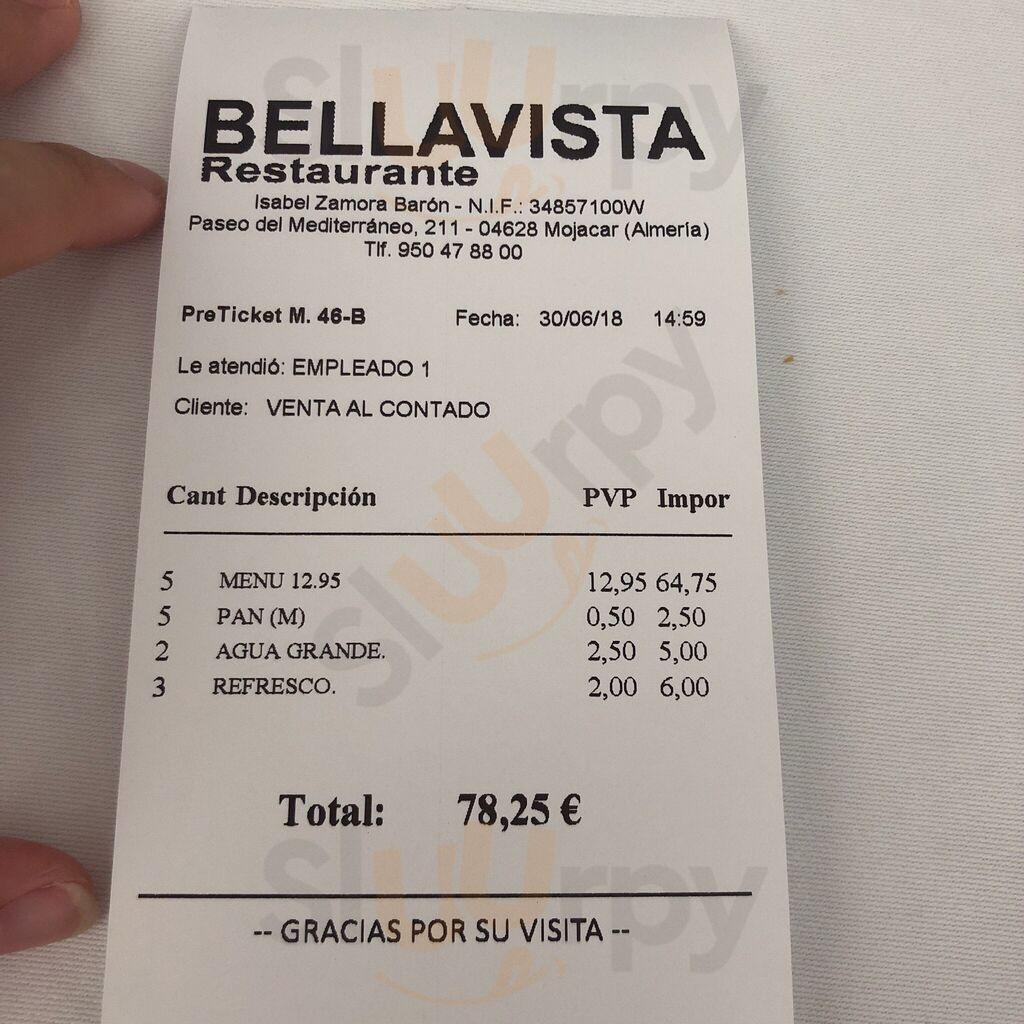 BELLAVISTA
Restaurante
Isabel Zamora Barón - N.I.F.: 34857100W
Paseo del Mediterráneo, 211 - 04628 Mojacar (Almería)
Tlf. 950 47 88 00
PreTicket M. 46-B Fecha: 30/06/18 14:59
Le atendió: EMPLEADO 1
Cliente: VENTA AL CONTADO
Cant Descripción PVP Impor
5 MENU 12.95 12,95 64,75
5 PAN (M) 0,50 2,50
2 AGUA GRANDE. 2,50 5,00
3 REFRESCO. 2,00 6,00
Total: 78,25 €
-- GRACIAS POR SU VISITA --
slUUrpy
slUUrpy
slUUrpy